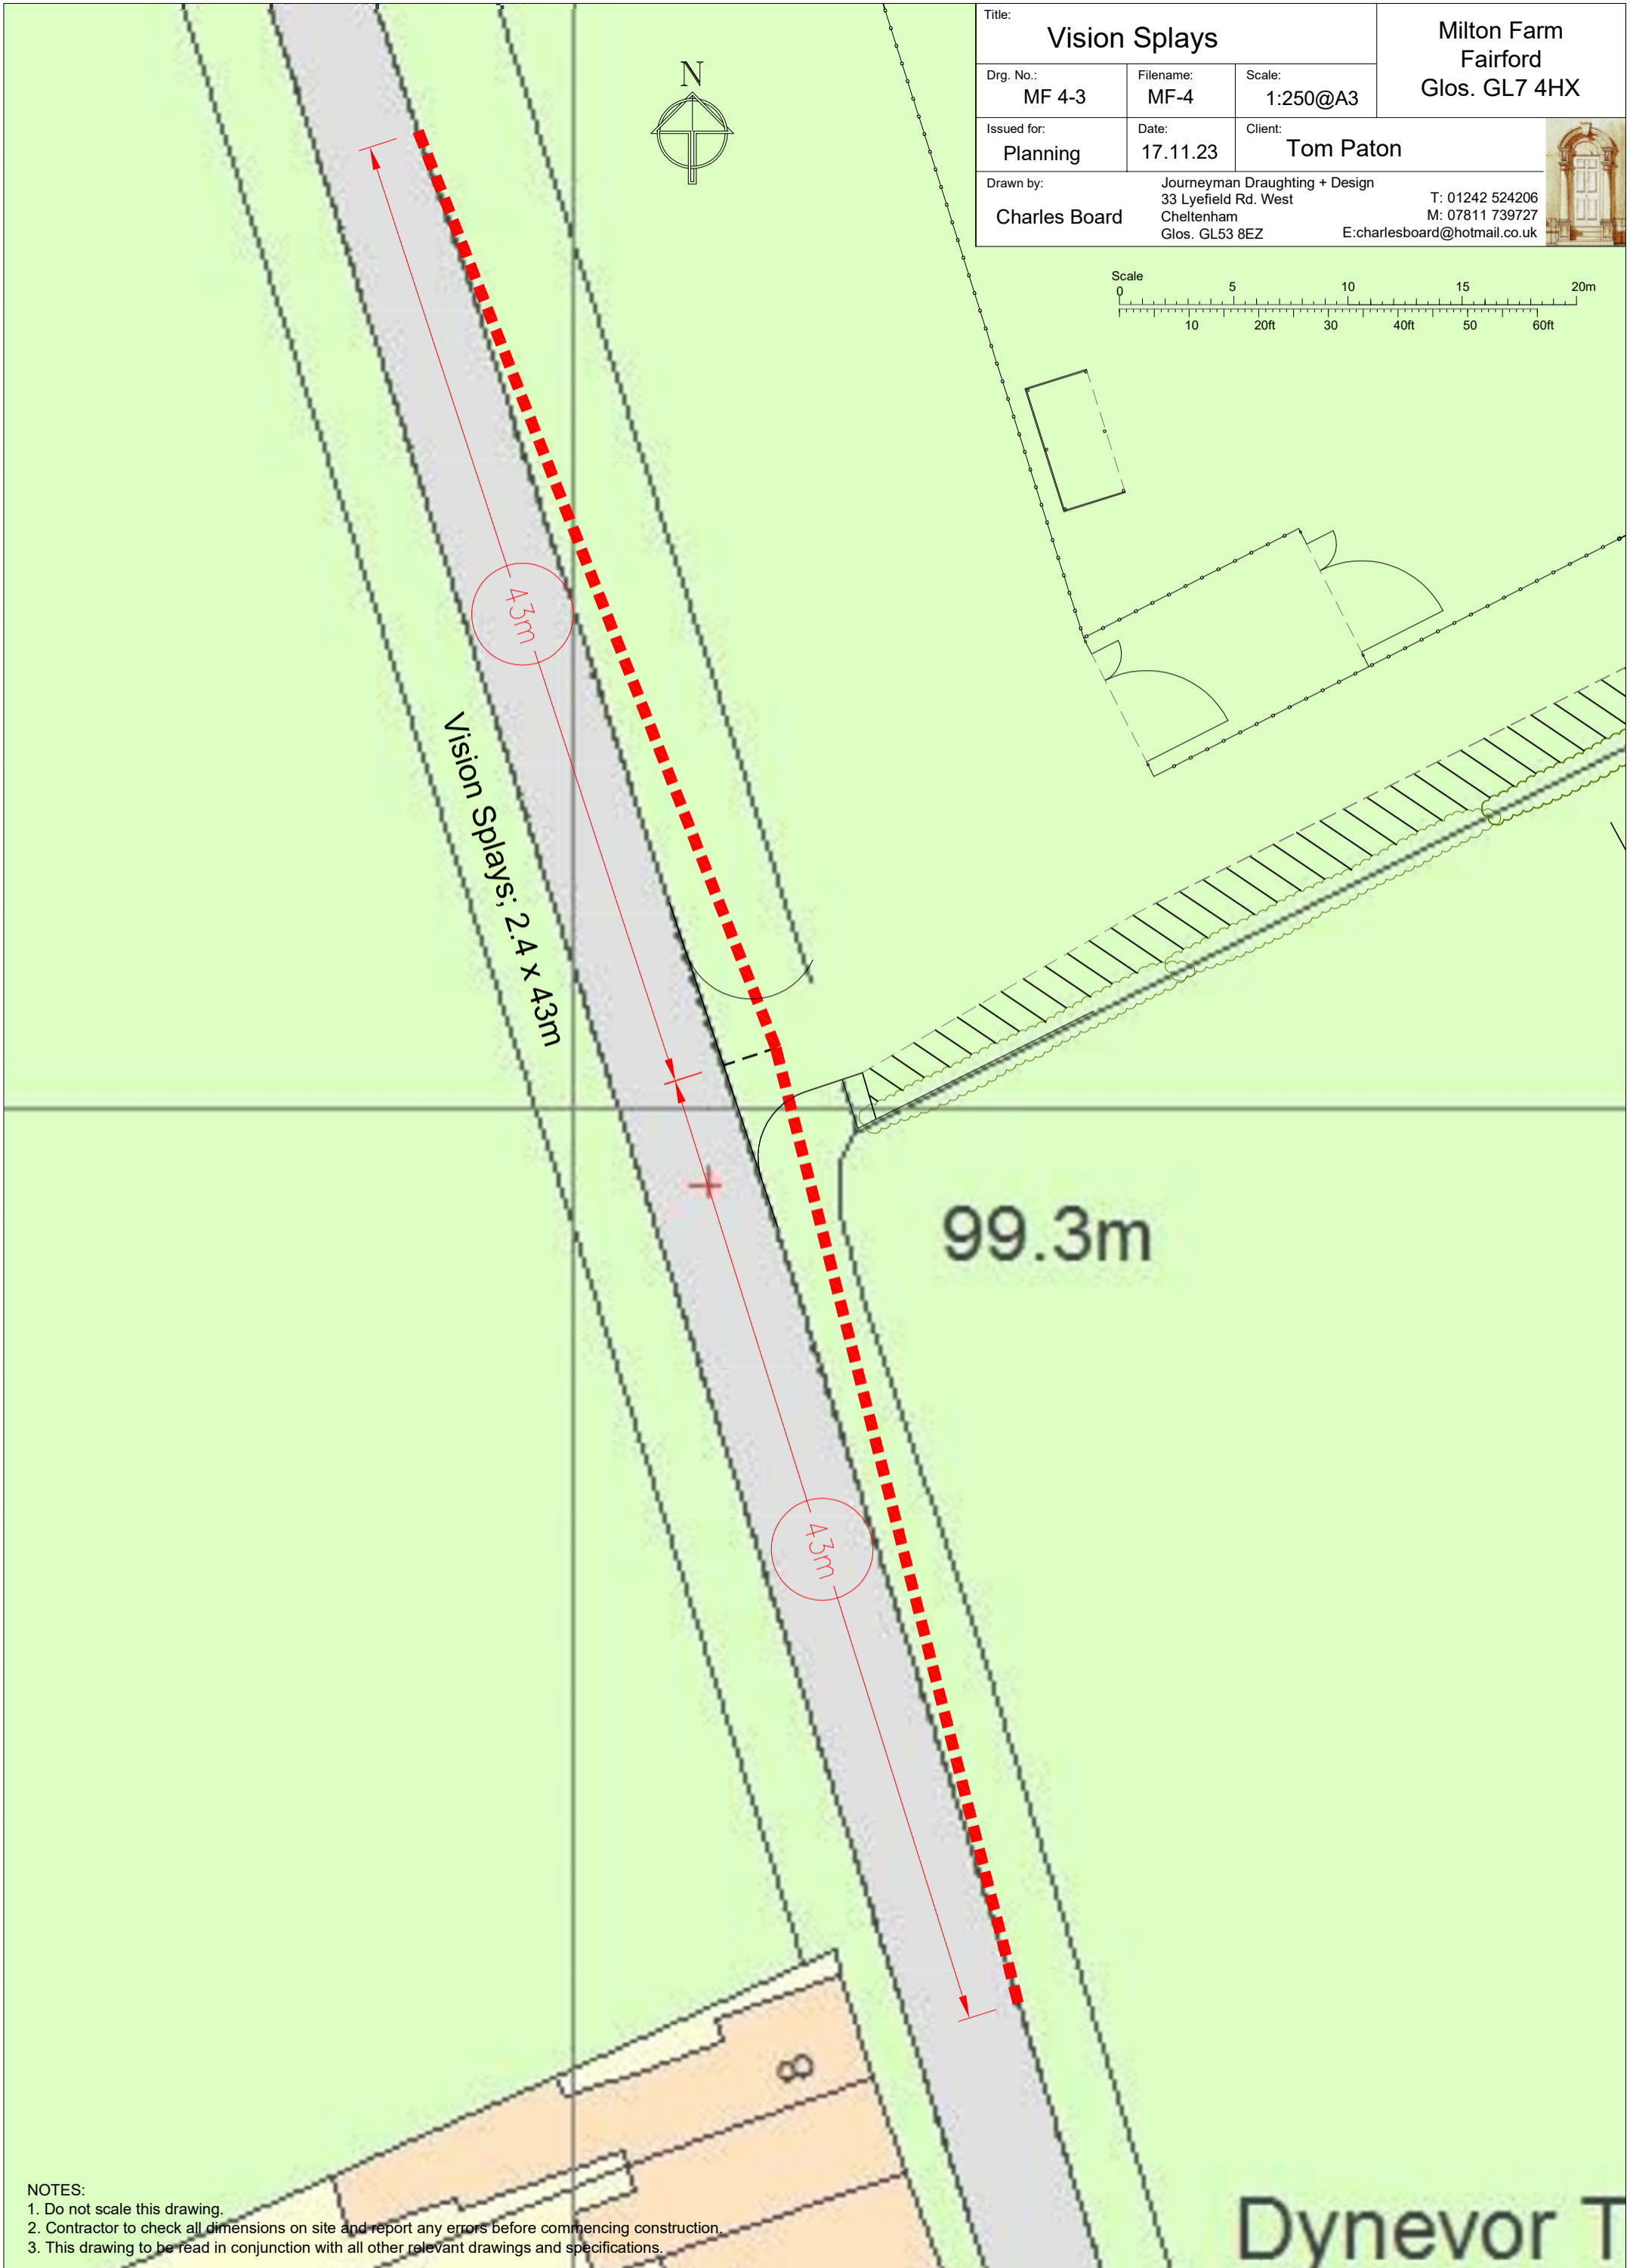 Title:
Vision Splays
Milton Farm
Fairford
Glos. GL7 4HX
Drg. No.:
MF 4-3
Filename:
MF-4
Scale:
1:250@A3
Issued for:
Planning
Date:
17.11.23
Client:
Tom Paton
Drawn by:
Charles Board
Journeyman Draughting + Design
33 Lyefield Rd. West
Cheltenham
Glos. GL53 8EZ
T: 01242 524206
M: 07811 739727
E:charlesboard@hotmail.co.uk
N
Scale
0 5 10 15 20m
10 20ft 30 40ft 50 60ft
43m
Vision Splays; 2.4 x 43m
99.3m
43m
8
Dynevor T
NOTES:
1. Do not scale this drawing.
2. Contractor to check all dimensions on site and report any errors before commencing construction.
3. This drawing to be read in conjunction with all other relevant drawings and specifications.